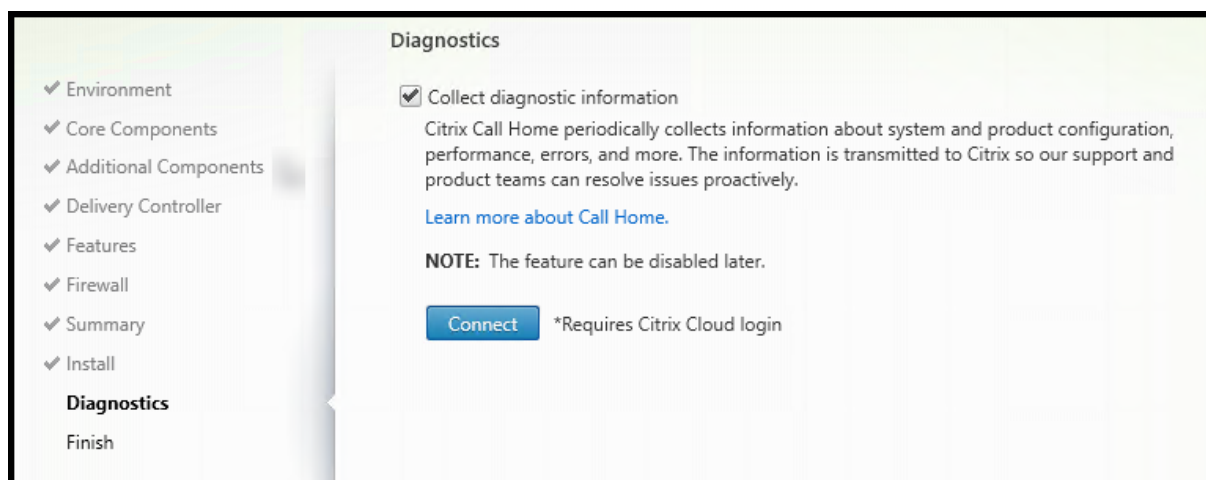 Diagnostics
Environment
Core Components
Additional Components
Delivery Controller
Features
Firewall
Summary
Install
Diagnostics
Finish
Collect diagnostic information
Citrix Call Home periodically collects information about system and product configuration,
performance, errors, and more. The information is transmitted to Citrix so our support and
product teams can resolve issues proactively.
Learn more about Call Home.
NOTE: The feature can be disabled later.
Connect *Requires Citrix Cloud login